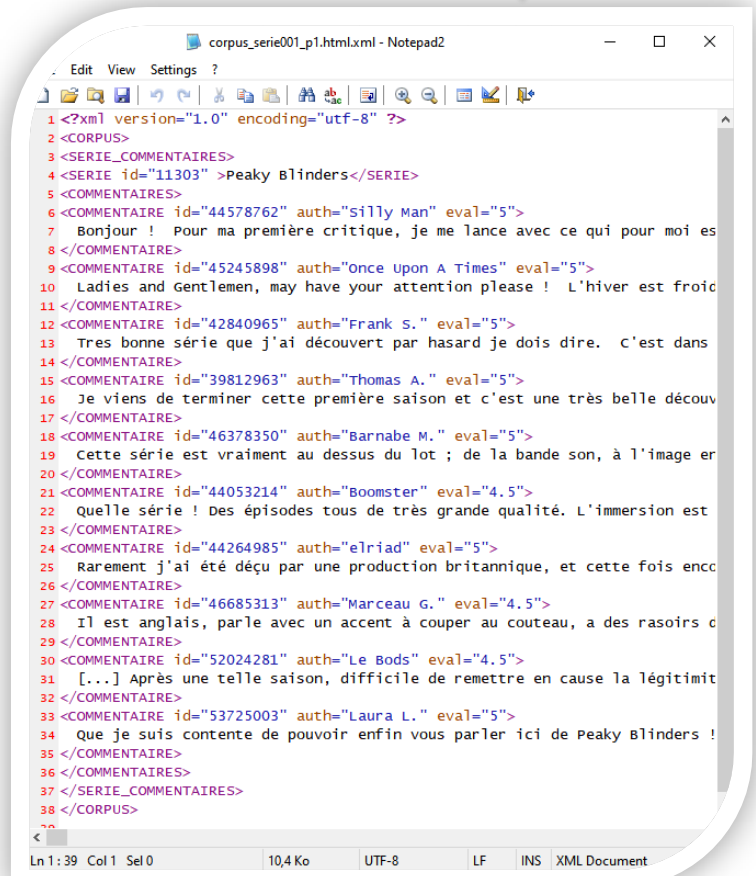 corpus_serie001_p1.html.xml - Notepad2
Edit View Settings ?
1 <?xml version="1.0" encoding="utf-8" ?>
2 <CORPUS>
3 <SERIE_COMMENTAIRES>
4 <SERIE id="11303" >Peaky Blinders</SERIE>
5 <COMMENTAIRES>
6 <COMMENTAIRE id="44578762" auth="Silly Man" eval="5">
7 Bonjour !  Pour ma première critique, je me lance avec ce qui pour moi es
8 </COMMENTAIRE>
9 <COMMENTAIRE id="45245898" auth="Once Upon A Times" eval="5">
10 Ladies and Gentlemen, may have your attention please !  L'hiver est froid
11 </COMMENTAIRE>
12 <COMMENTAIRE id="42840965" auth="Frank S." eval="5">
13 Tres bonne série que j'ai découvert par hasard je dois dire.  C'est dans
14 </COMMENTAIRE>
15 <COMMENTAIRE id="39812963" auth="Thomas A." eval="5">
16 Je viens de terminer cette première saison et c'est une très belle découv
17 </COMMENTAIRE>
18 <COMMENTAIRE id="46378350" auth="Barnabe M." eval="5">
19 Cette série est vraiment au dessus du lot ; de la bande son, à l'image en
20 </COMMENTAIRE>
21 <COMMENTAIRE id="44053214" auth="Boomster" eval="4.5">
22 Quelle série ! Des épisodes tous de très grande qualité. L'immersion est
23 </COMMENTAIRE>
24 <COMMENTAIRE id="44264985" auth="elriad" eval="5">
25 Rarement j'ai été déçu par une production britannique, et cette fois enco
26 </COMMENTAIRE>
27 <COMMENTAIRE id="46685313" auth="Marceau G." eval="4.5">
28 Il est anglais, parle avec un accent à couper au couteau, a des rasoirs d
29 </COMMENTAIRE>
30 <COMMENTAIRE id="52024281" auth="Le Bods" eval="4.5">
31 [...] Après une telle saison, difficile de remettre en cause la légitimit
32 </COMMENTAIRE>
33 <COMMENTAIRE id="53725003" auth="Laura L." eval="5">
34 Que je suis contente de pouvoir enfin vous parler ici de Peaky Blinders !
35 </COMMENTAIRE>
36 </COMMENTAIRES>
37 </SERIE_COMMENTAIRES>
38 </CORPUS>
Ln 1 : 39 Col 1 Sel 0 10,4 Ko UTF-8 LF INS XML Document